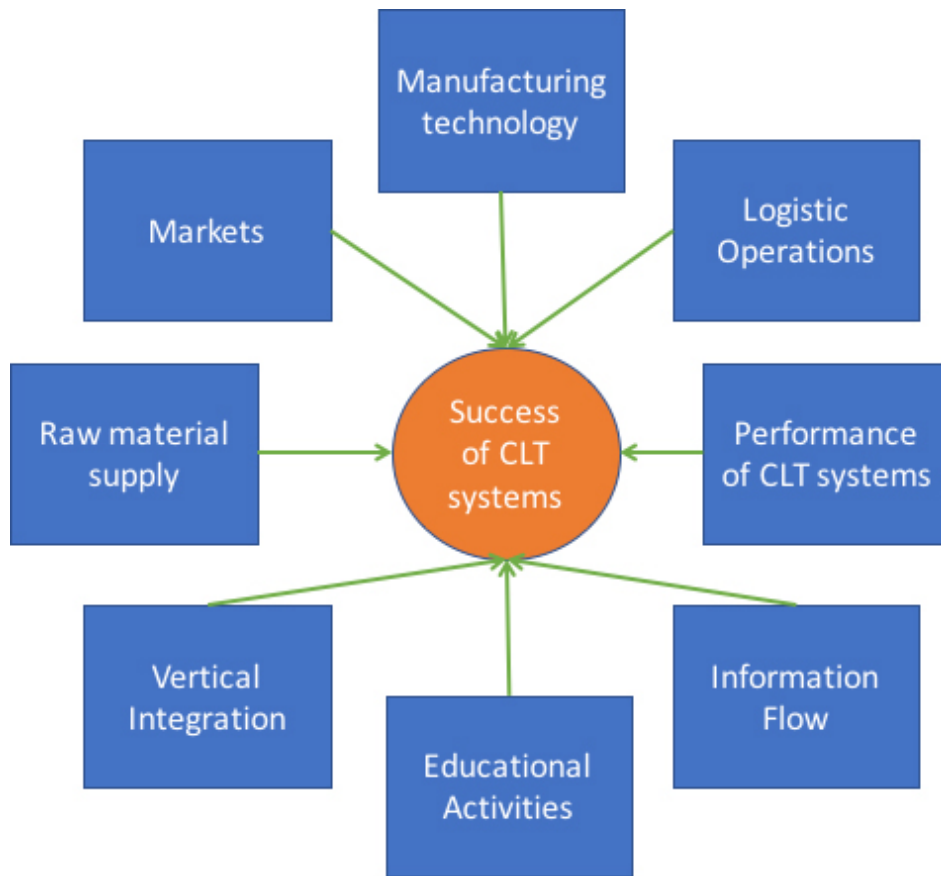 Manufacturing
technology
Markets
Logistic
Operations
Raw material
supply
Success
of CLT
systems
Performance
of CLT systems
Vertical
Integration
Educational
Activities
Information
Flow